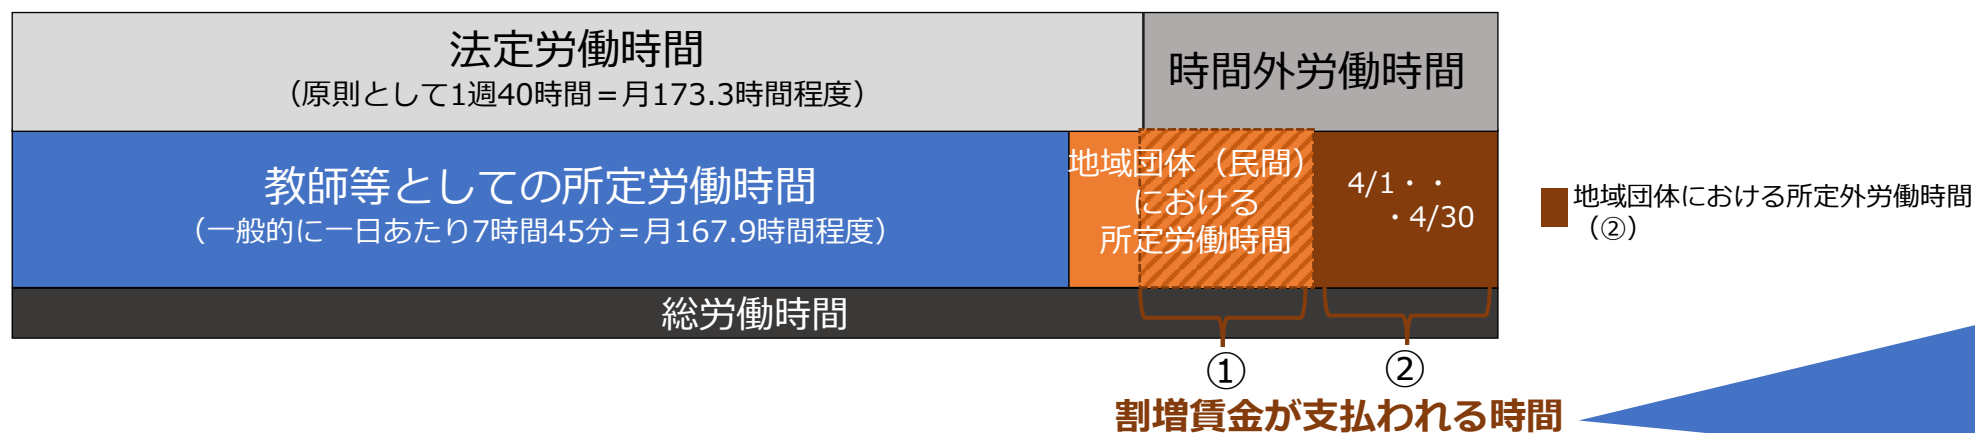 法定労働時間
（原則として1週40時間＝月173.3時間程度）
時間外労働時間
教師等としての所定労働時間
（一般的に一日あたり7時間45分＝月167.9時間程度）
地域団体（民間）
における
所定労働時間
4/1・・
・4/30
地域団体における所定外労働時間
（②）
総労働時間
①
②
割増賃金が支払われる時間